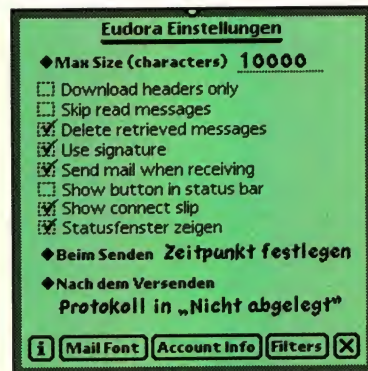 Eudora Einstellungen
◆Max Size (characters) 10000
Download headers only
Skip read messages
Delete retrieved messages
Use signature
Send mail when receiving
Show button in status bar
Show connect slip
Statusfenster zeigen
◆Beim Senden Zeitpunkt festlegen
◆Nach dem Versenden
Protokoll in „Nicht abgelegt"
i Mail Font Account Info Filters X